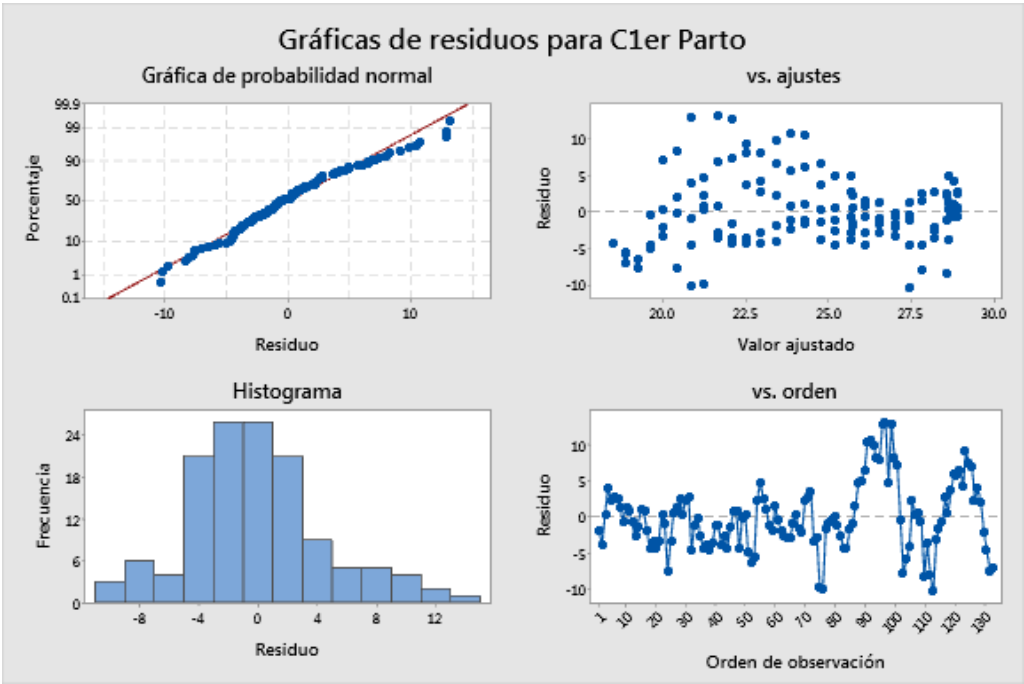 Gráficas de residuos para C1er Parto
Gráfica de probabilidad normal
99.9
99
90
50
10
1
0.1
Porcentaje
-10 0 10
Residuo
vs. ajustes
10
5
0
-5
-10
Residuo
20.0 22.5 25.0 27.5 30.0
Valor ajustado
Histograma
24
18
12
6
0
Frecuencia
-8 -4 0 4 8 12
Residuo
vs. orden
10
5
0
-5
-10
Residuo
1 10 20 30 40 50 60 70 80 90 100 110 120 130
Orden de observación